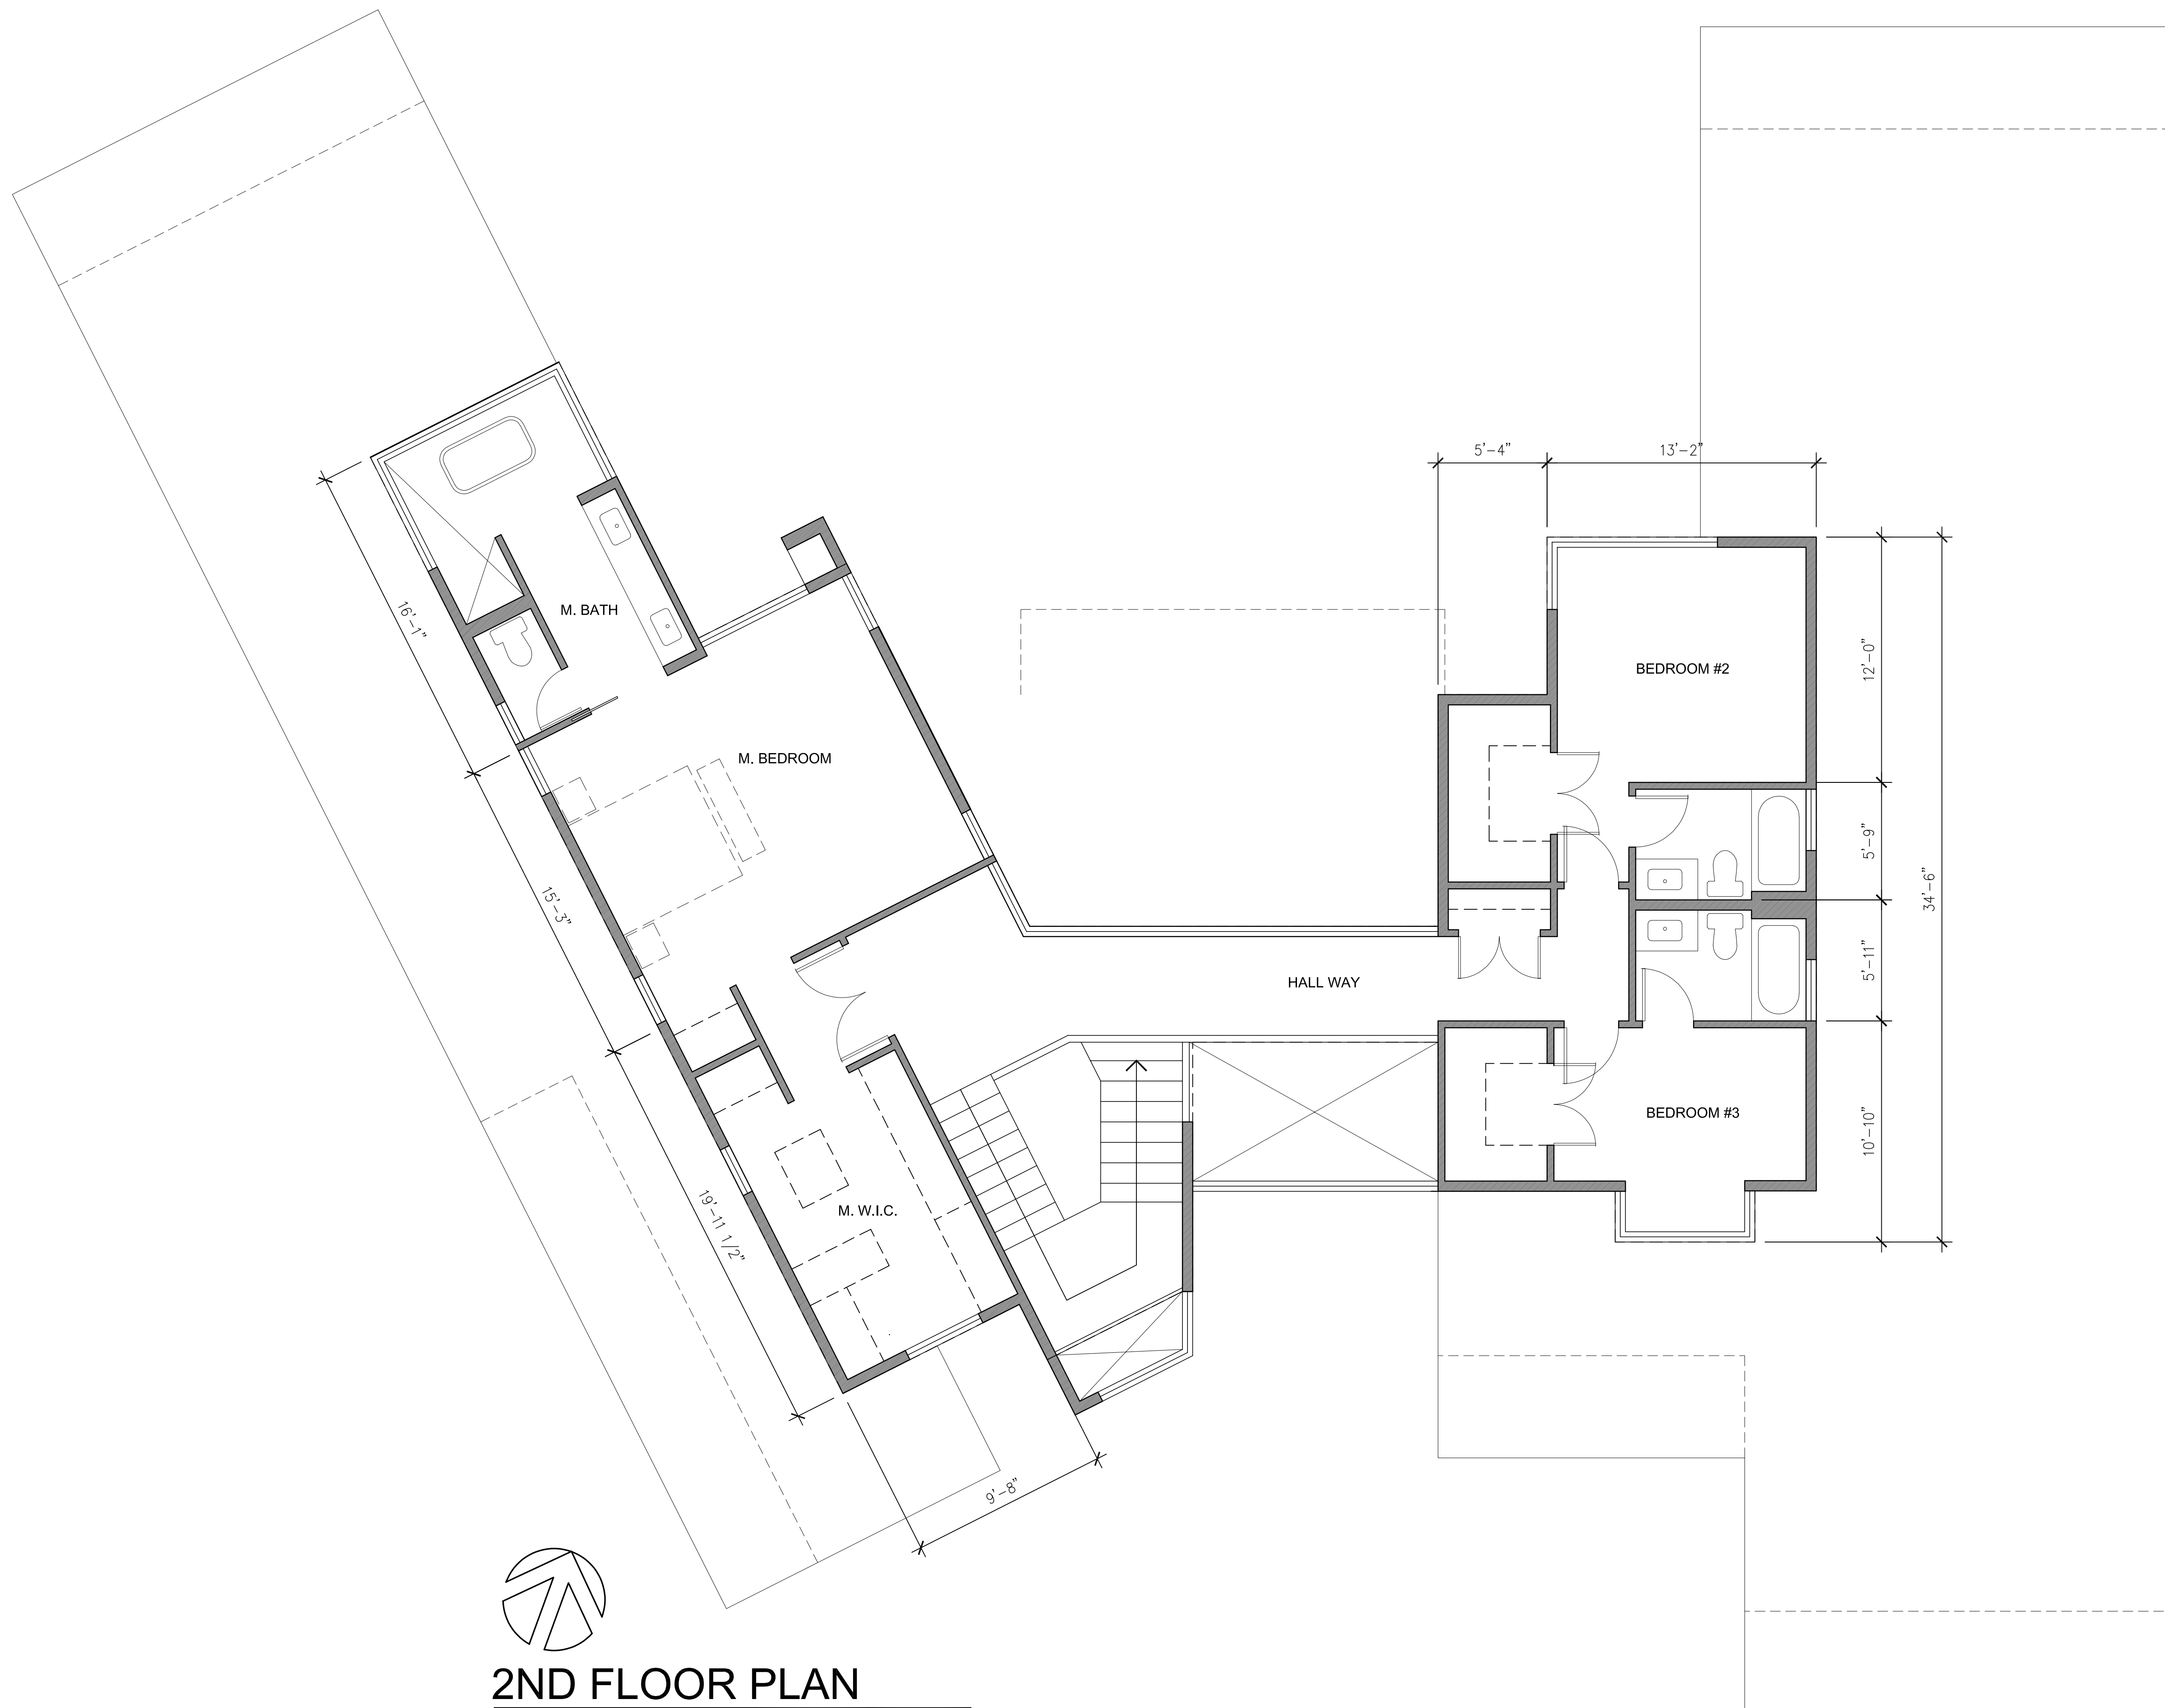 5'-4"
13'-2"
M. BATH
16'-1"
BEDROOM #2
12'-0"
M. BEDROOM
5'-9"
34'-6"
15'-3"
5'-11"
HALL WAY
BEDROOM #3
10'-10"
M. W.I.C.
19'-11 1/2"
9'-8"
2ND FLOOR PLAN